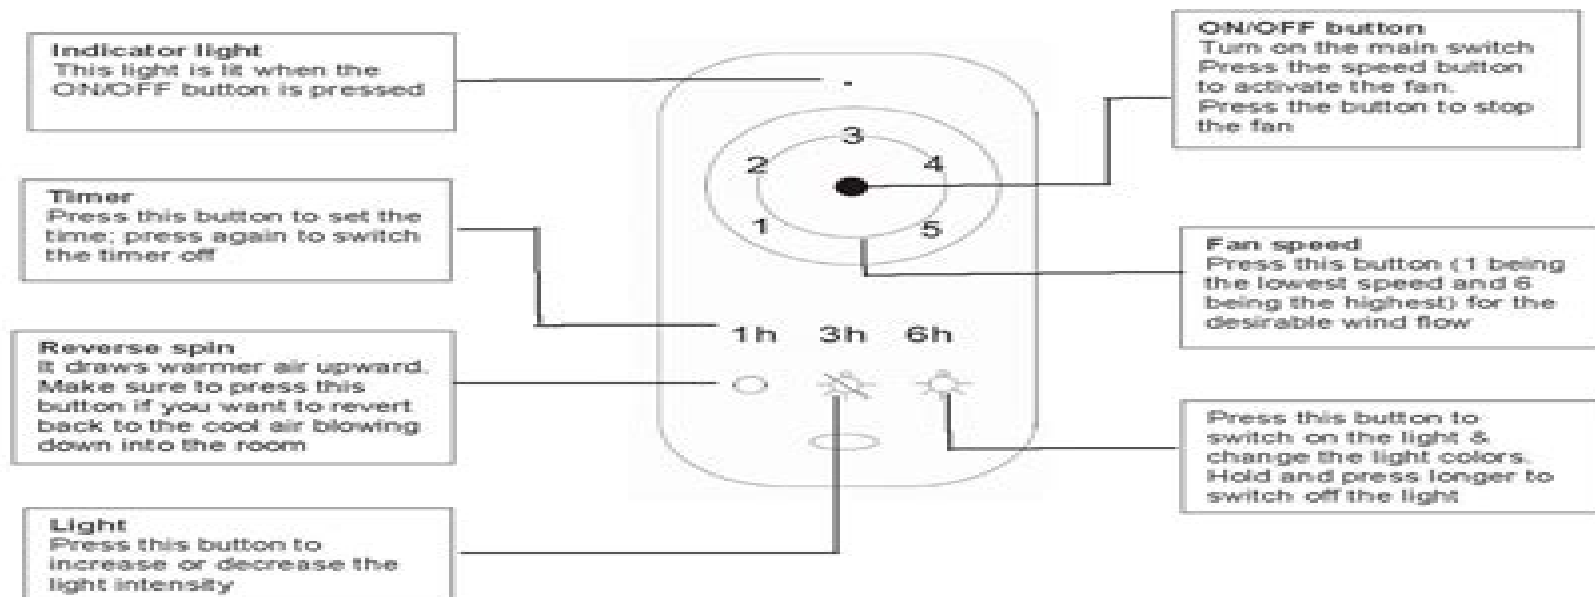 Indicator light
This light is lit when the
ON/OFF button is pressed
Timer
Press this button to set the
time; press again to switch
the timer off
Reverse spin
It draws warmer air upward.
Make sure to press this
button if you want to revert
back to the cool air blowing
down into the room
Light
Press this button to
increase or decrease the
light intensity
3
2
4
1
5
1h 3h 6h
ON/OFF button
Turn on the main switch
Press the speed button
to activate the fan.
Press the button to stop
the fan
Fan speed
Press this button (1 being
the lowest speed and 6
being the highest) for the
desirable wind flow
Press this button to
switch on the light &
change the light colors.
Hold and press longer to
switch off the light